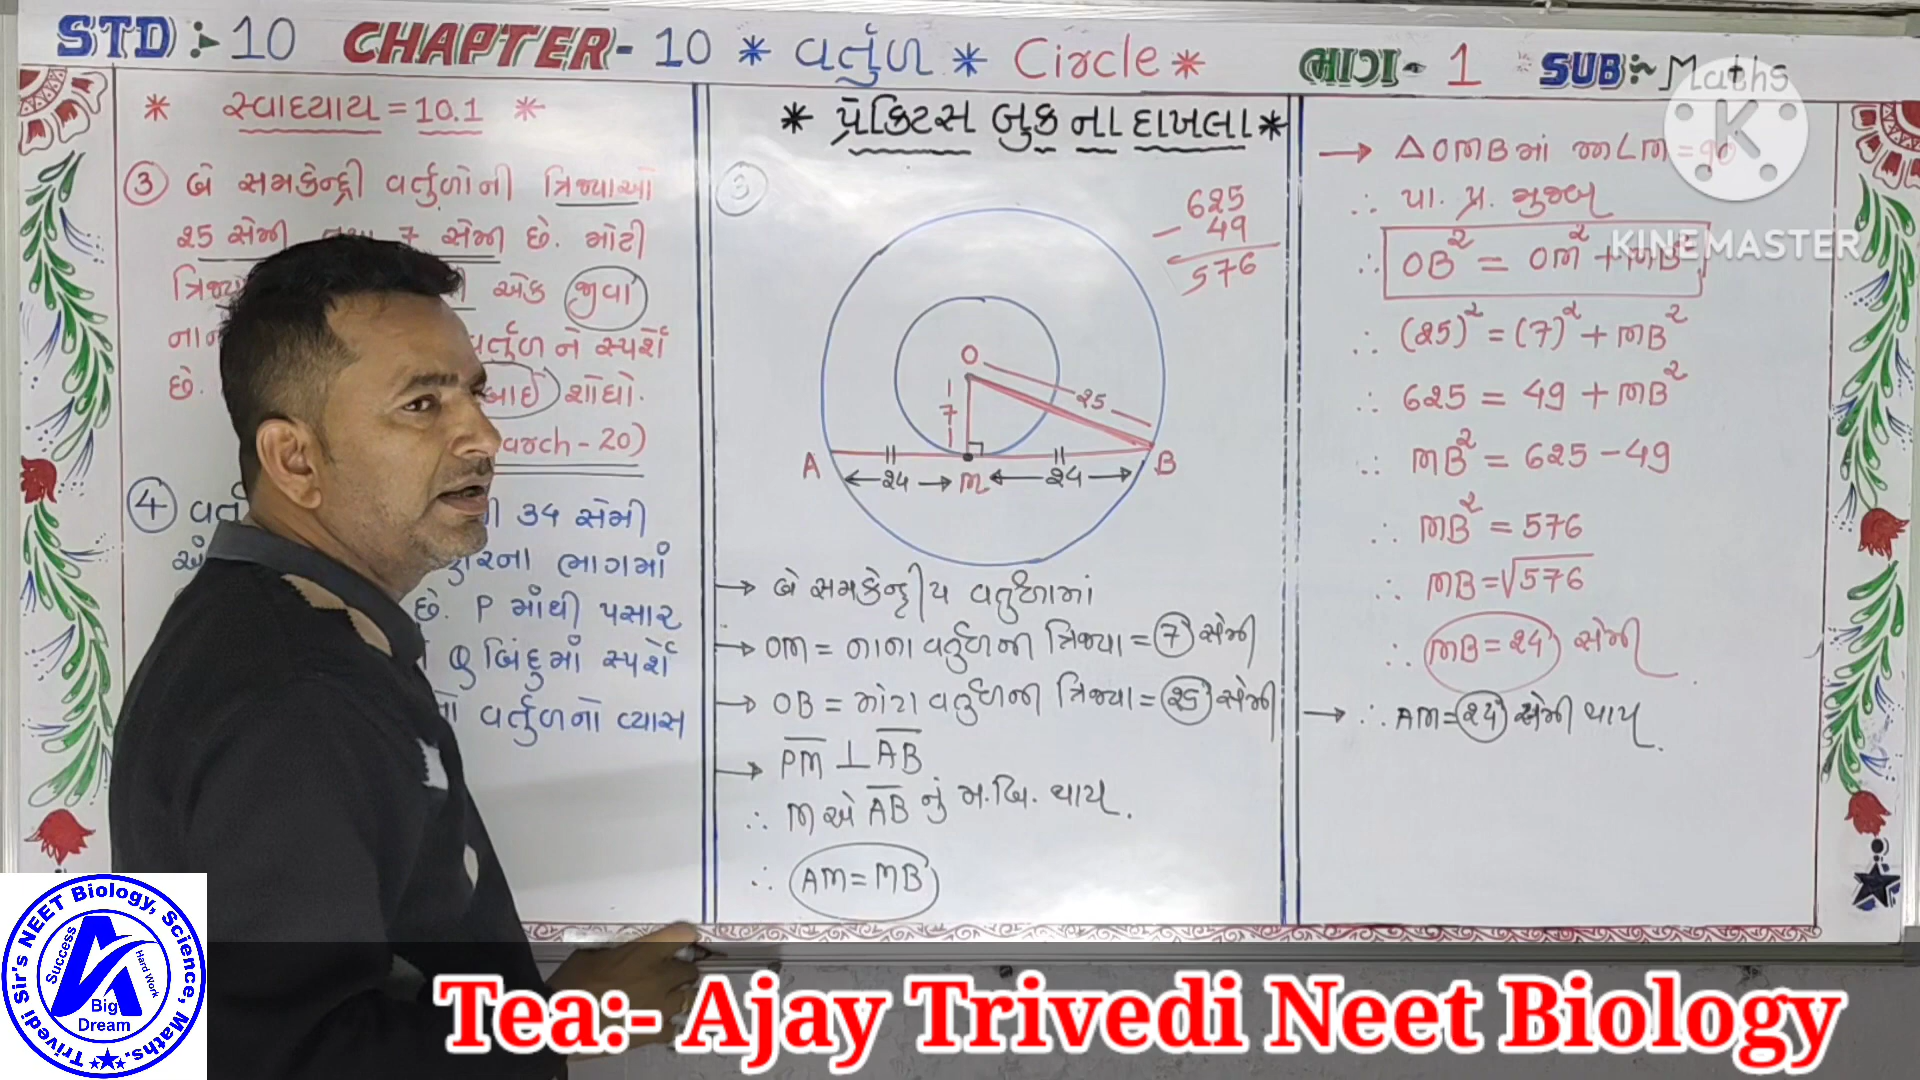 STD :- 10 CHAPTER- 10 * વર્તુળ * Circle * ભાગ- 1 SUB:- Maths
* સ્વાધ્યાય = 10.1 *
③ બે સમકેન્દ્રી વર્તુળોની ત્રિજ્યાઓ
25 સેમી 7 સેમી છે. મોટી
એક જીવા
વર્તુળ ને સ્પર્શે
છે. શોધો.
March-20)
④ 34 સેમી
ભાગમાં
છે. P માંથી પસાર
Q બિંદુમાં સ્પર્શે
વર્તુળનો વ્યાસ
* પ્રેક્ટિસ બુક ના દાખલા *
③
625
- 49
576
O
7
25
A 24 M 24 B
→ બે સમકેન્દ્રીય વર્તુળોમાં
→ OM = નાના વર્તુળની ત્રિજ્યા = 7 સેમી
→ OB = મોટા વર્તુળની ત્રિજ્યા = 25 સેમી
→ PM ⊥ AB
∴ M એ AB નું મ.બિ. થાય.
∴ AM = MB
→ △OMB માં ∠M = 90
∴ પા. પ્ર. મુજબ
∴ OB² = OM² + MB²
∴ (25)² = (7)² + MB²
∴ 625 = 49 + MB²
∴ MB² = 625 - 49
∴ MB² = 576
∴ MB = √576
∴ MB = 24 સેમી
→ ∴ AM = 24 સેમી થાય.
K
KINEMASTER
Trivedi Sir's NEET Biology, Science, Maths.
Success
Hard Work
A
Big
Dream
Tea:- Ajay Trivedi Neet Biology